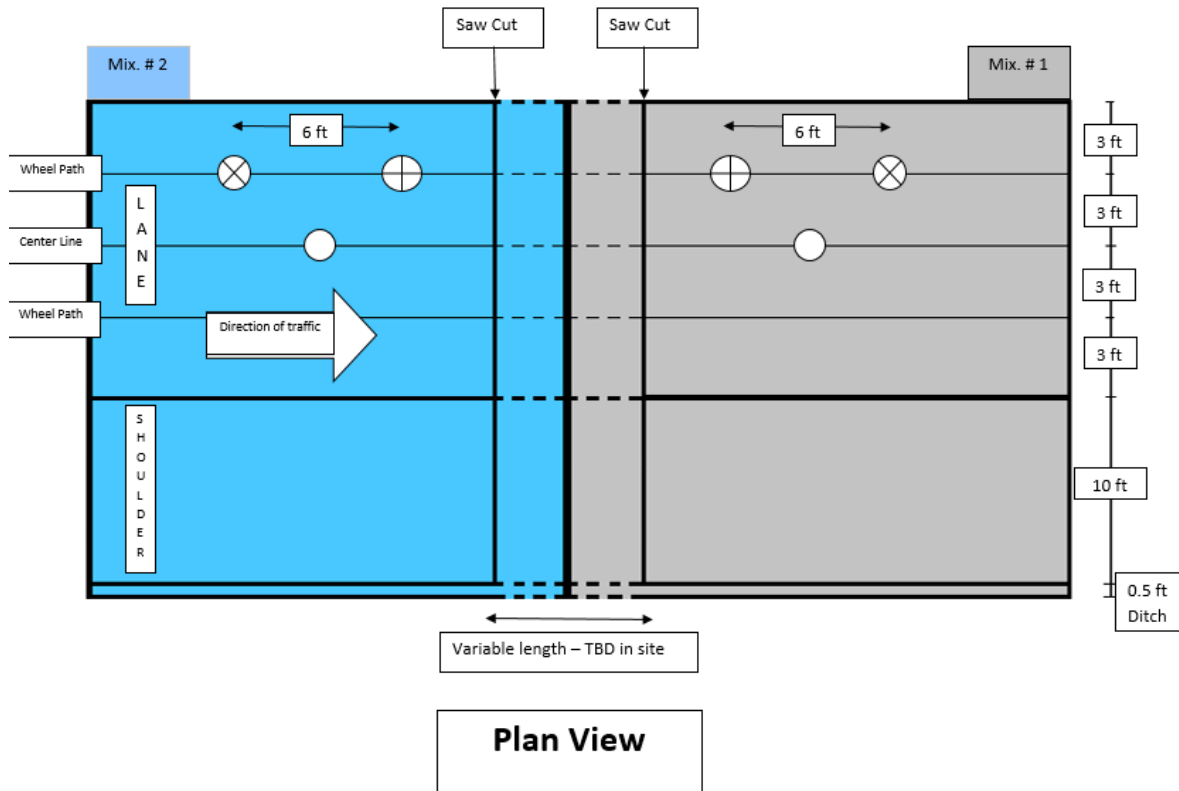 Saw Cut
Saw Cut
Mix. # 2
Mix. # 1
6 ft
6 ft
3 ft
Wheel Path
L
A
N
E
3 ft
Center Line
3 ft
Wheel Path
Direction of traffic
3 ft
S
H
O
U
L
D
E
R
10 ft
0.5 ft
Ditch
Variable length – TBD in site
Plan View